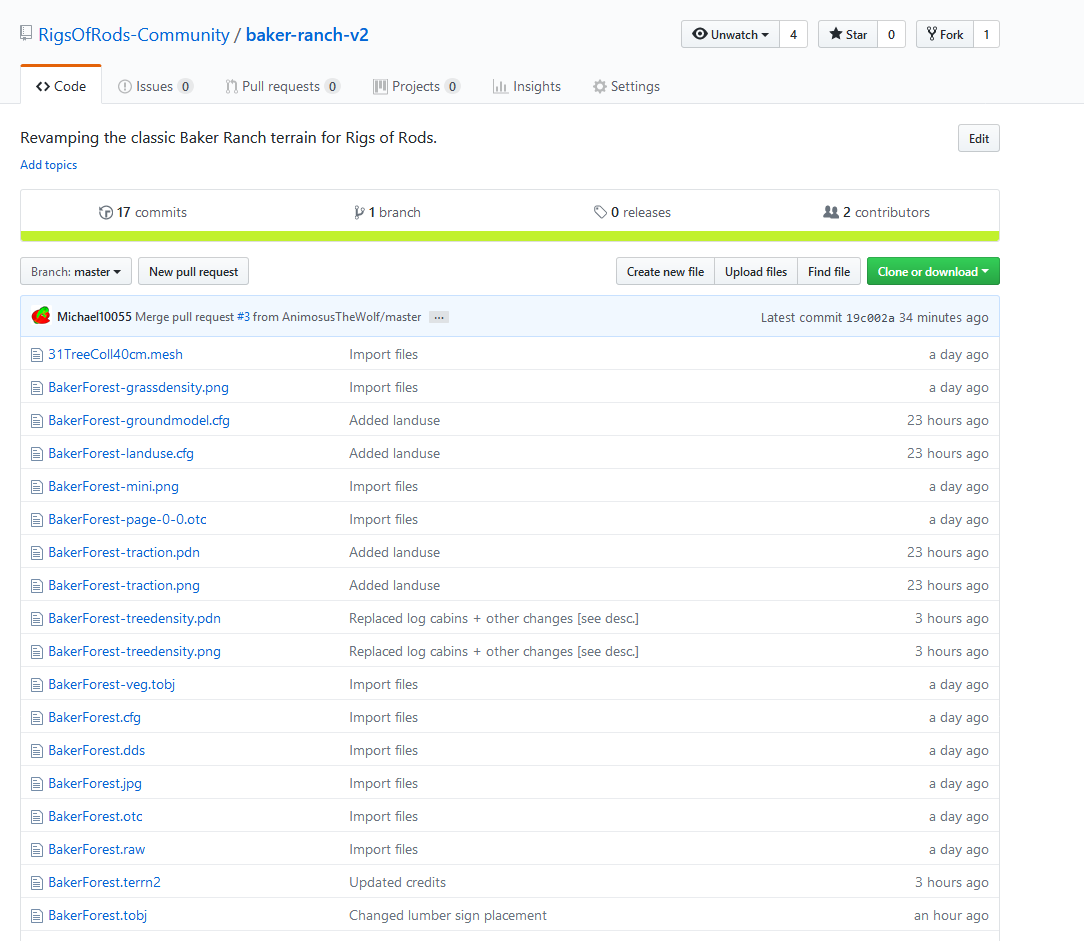 RigsOfRods-Community / baker-ranch-v2
Unwatch 4 Star 0 Fork 1
Code Issues 0 Pull requests 0 Projects 0 Insights Settings
Revamping the classic Baker Ranch terrain for Rigs of Rods. Edit
Add topics
17 commits 1 branch 0 releases 2 contributors
Branch: master New pull request Create new file Upload files Find file Clone or download
Michael10055 Merge pull request #3 from AnimosusTheWolf/master ... Latest commit 19c002a 34 minutes ago
31TreeColl40cm.mesh Import files a day ago
BakerForest-grassdensity.png Import files a day ago
BakerForest-groundmodel.cfg Added landuse 23 hours ago
BakerForest-landuse.cfg Added landuse 23 hours ago
BakerForest-mini.png Import files a day ago
BakerForest-page-0-0.otc Import files a day ago
BakerForest-traction.pdn Added landuse 23 hours ago
BakerForest-traction.png Added landuse 23 hours ago
BakerForest-treedensity.pdn Replaced log cabins + other changes [see desc.] 3 hours ago
BakerForest-treedensity.png Replaced log cabins + other changes [see desc.] 3 hours ago
BakerForest-veg.tobj Import files a day ago
BakerForest.cfg Import files a day ago
BakerForest.dds Import files a day ago
BakerForest.jpg Import files a day ago
BakerForest.otc Import files a day ago
BakerForest.raw Import files a day ago
BakerForest.terrn2 Updated credits 3 hours ago
BakerForest.tobj Changed lumber sign placement an hour ago